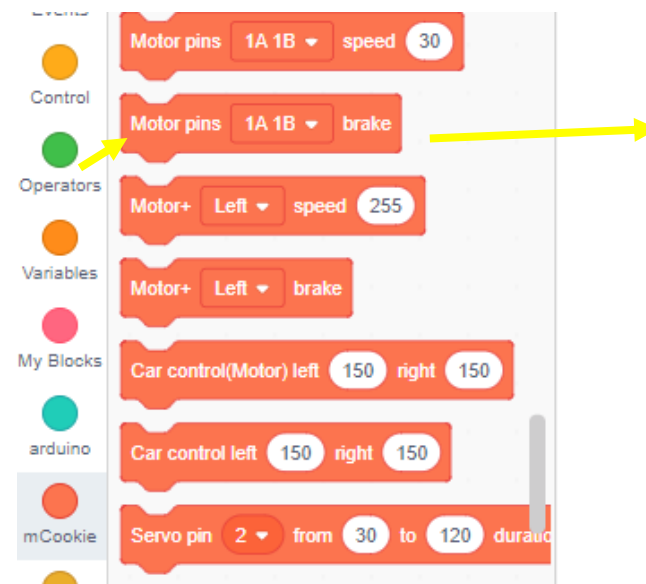 Events
Motor pins 1A 1B speed 30
Control
Motor pins 1A 1B brake
Operators
Motor+ Left speed 255
Variables
Motor+ Left brake
My Blocks
Car control(Motor) left 150 right 150
arduino
Car control left 150 right 150
mCookie
Servo pin 2 from 30 to 120